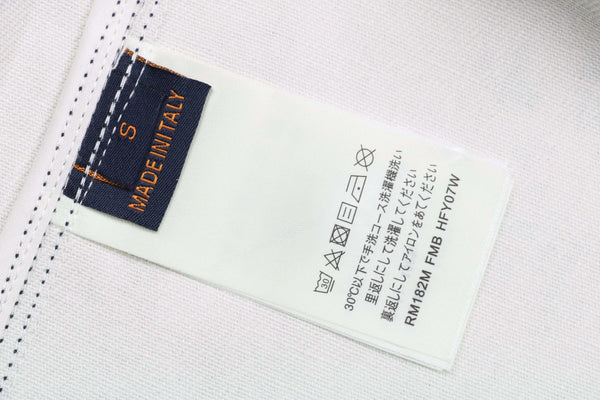 S
MADE IN ITALY
30
30℃以下で手洗コース洗濯機洗い
里返しにして洗濯してください
裏返しにしてアイロンをあてください
RM182M FMB HFY07W